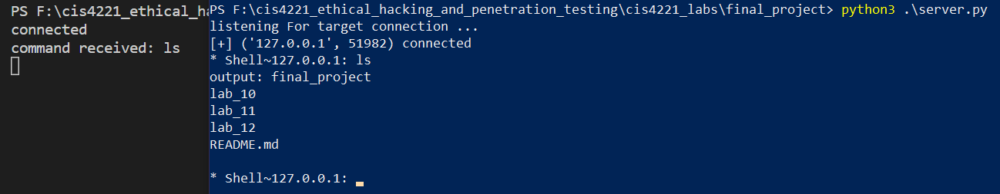 PS F:\cis4221_ethical_ha
connected
command received: ls
PS F:\cis4221_ethical_hacking_and_penetration_testing\cis4221_labs\final_project> python3 .\server.py
listening For target connection ...
[+] ('127.0.0.1', 51982) connected
* Shell~127.0.0.1: ls
output: final_project
lab_10
lab_11
lab_12
README.md
* Shell~127.0.0.1: